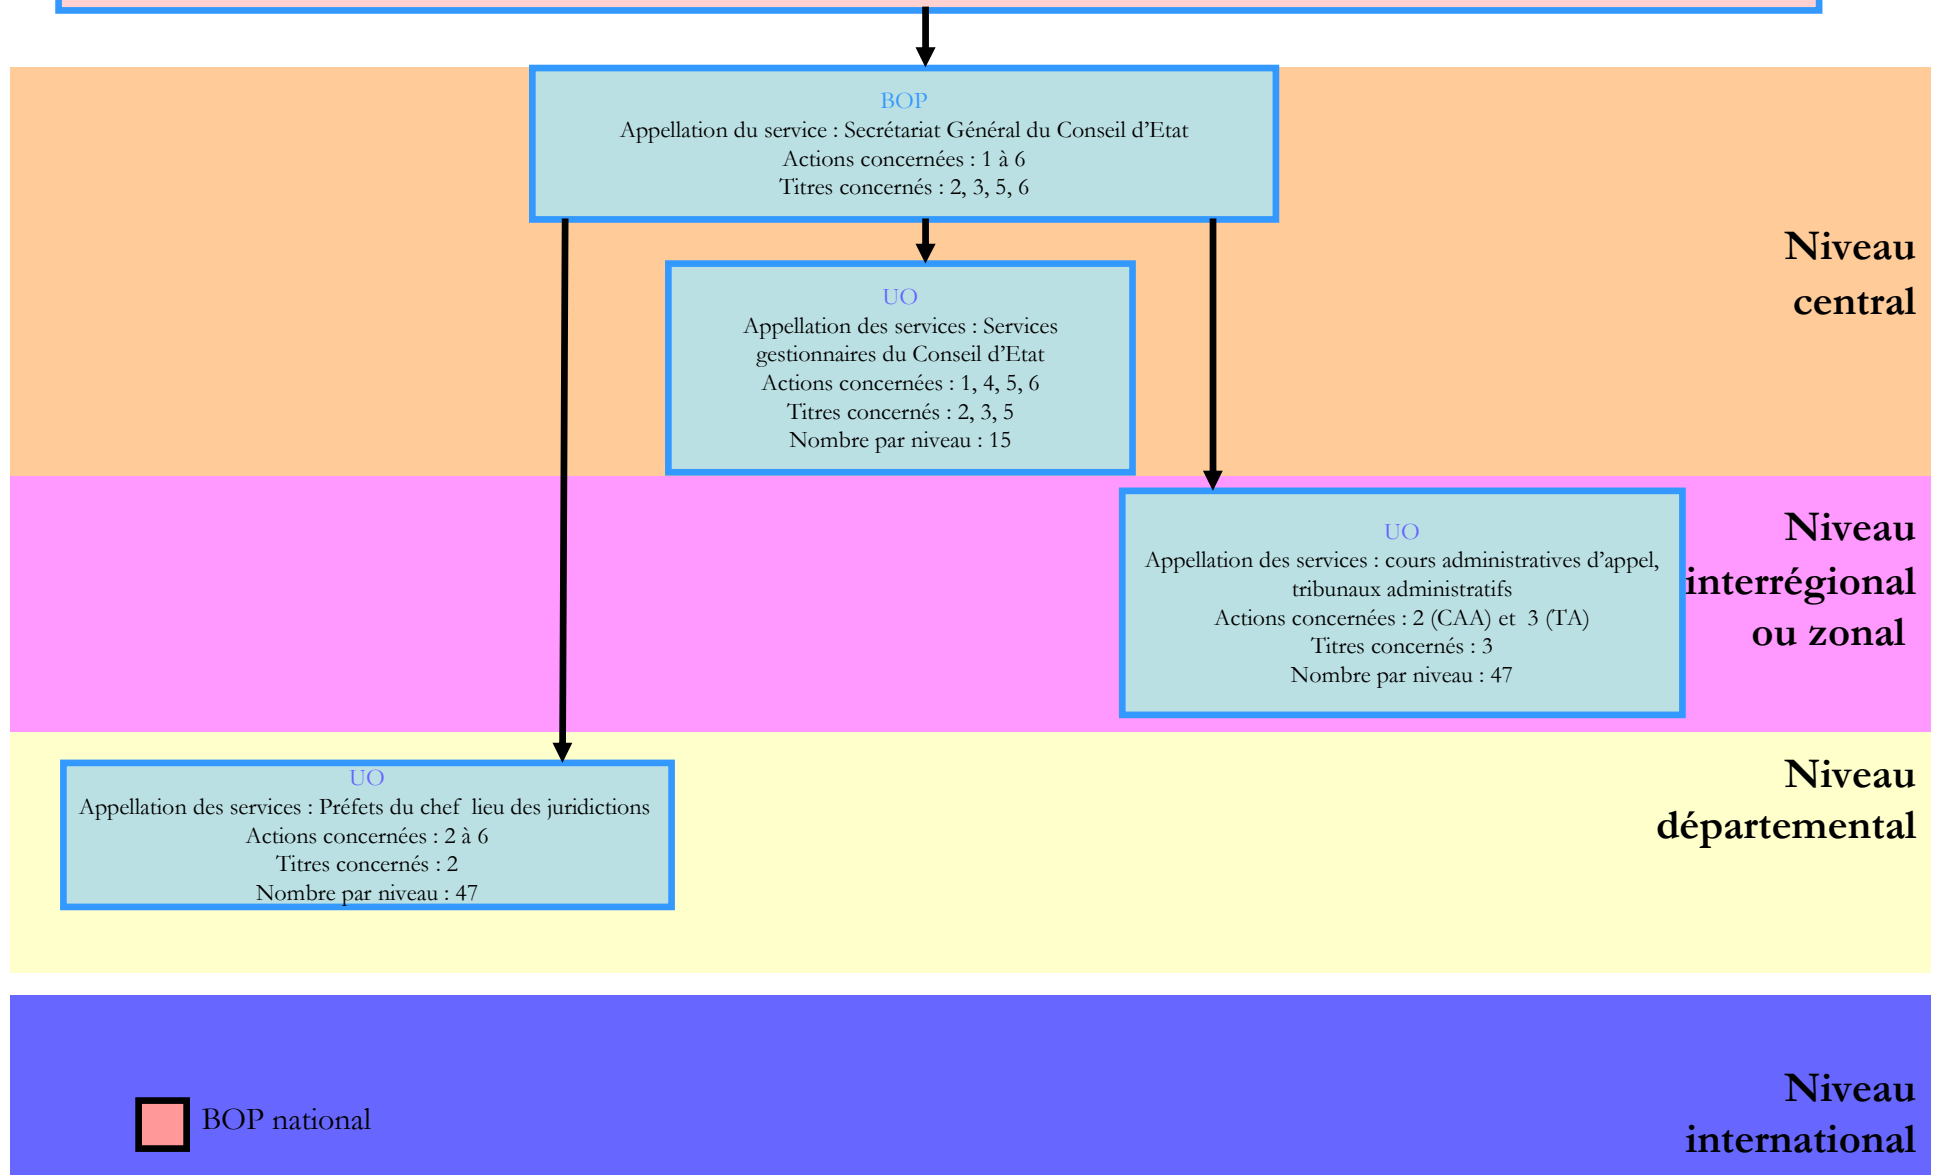 BOP
Appellation du service : Secrétariat Général du Conseil d’Etat
Actions concernées : 1 à 6
Titres concernés : 2, 3, 5, 6
Niveau
central
UO
Appellation des services : Services
gestionnaires du Conseil d’Etat
Actions concernées : 1, 4, 5, 6
Titres concernés : 2, 3, 5
Nombre par niveau : 15
UO
Appellation des services : cours administratives d’appel,
tribunaux administratifs
Actions concernées : 2 (CAA) et  3 (TA)
Titres concernés : 3
Nombre par niveau : 47
Niveau
interrégional
ou zonal
UO
Appellation des services : Préfets du chef  lieu des juridictions
Actions concernées : 2 à 6
Titres concernés : 2
Nombre par niveau : 47
Niveau
départemental
BOP national
Niveau
international